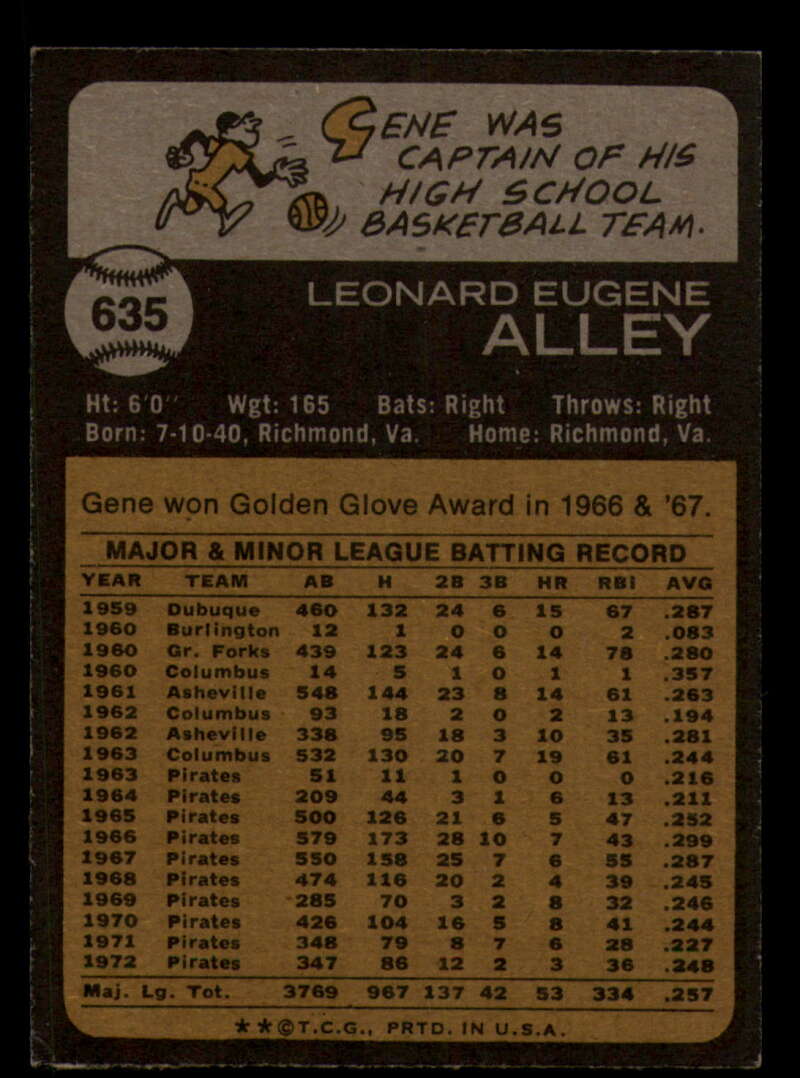 GENE WAS
CAPTAIN OF HIS
HIGH SCHOOL
BASKETBALL TEAM.
635
LEONARD EUGENE
ALLEY
Ht: 6'0" Wgt: 165 Bats: Right Throws: Right
Born: 7-10-40, Richmond, Va. Home: Richmond, Va.
Gene won Golden Glove Award in 1966 & '67.
MAJOR & MINOR LEAGUE BATTING RECORD
YEAR TEAM AB H 2B 3B HR RBI AVG
1959 Dubuque 460 132 24 6 15 67 .287
1960 Burlington 12 1 0 0 0 2 .083
1960 Gr. Forks 439 123 24 6 14 78 .280
1960 Columbus 14 5 1 0 1 1 .357
1961 Asheville 548 144 23 8 14 61 .263
1962 Columbus 93 18 2 0 2 13 .194
1962 Asheville 338 95 18 3 10 35 .281
1963 Columbus 532 130 20 7 19 61 .244
1963 Pirates 51 11 1 0 0 0 .216
1964 Pirates 209 44 3 1 6 13 .211
1965 Pirates 500 126 21 6 5 47 .252
1966 Pirates 579 173 28 10 7 43 .299
1967 Pirates 550 158 25 7 6 55 .287
1968 Pirates 474 116 20 2 4 39 .245
1969 Pirates 285 70 3 2 8 32 .246
1970 Pirates 426 104 16 5 8 41 .244
1971 Pirates 348 79 8 7 6 28 .227
1972 Pirates 347 86 12 2 3 36 .248
Maj. Lg. Tot. 3769 967 137 42 53 334 .257
★★©T.C.G., PRTD. IN U.S.A.